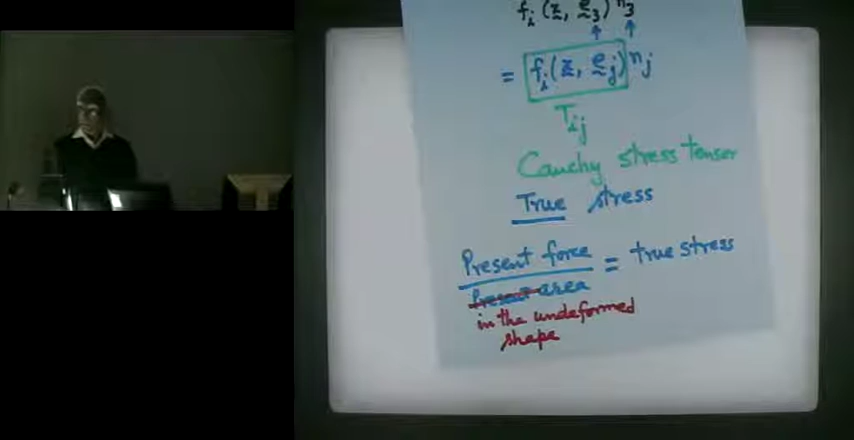 fi (x, e3) n3
= fi (x, ej) nj
Tij
Cauchy stress tensor
True stress
Present force = true stress
Present area
in the undeformed
shape